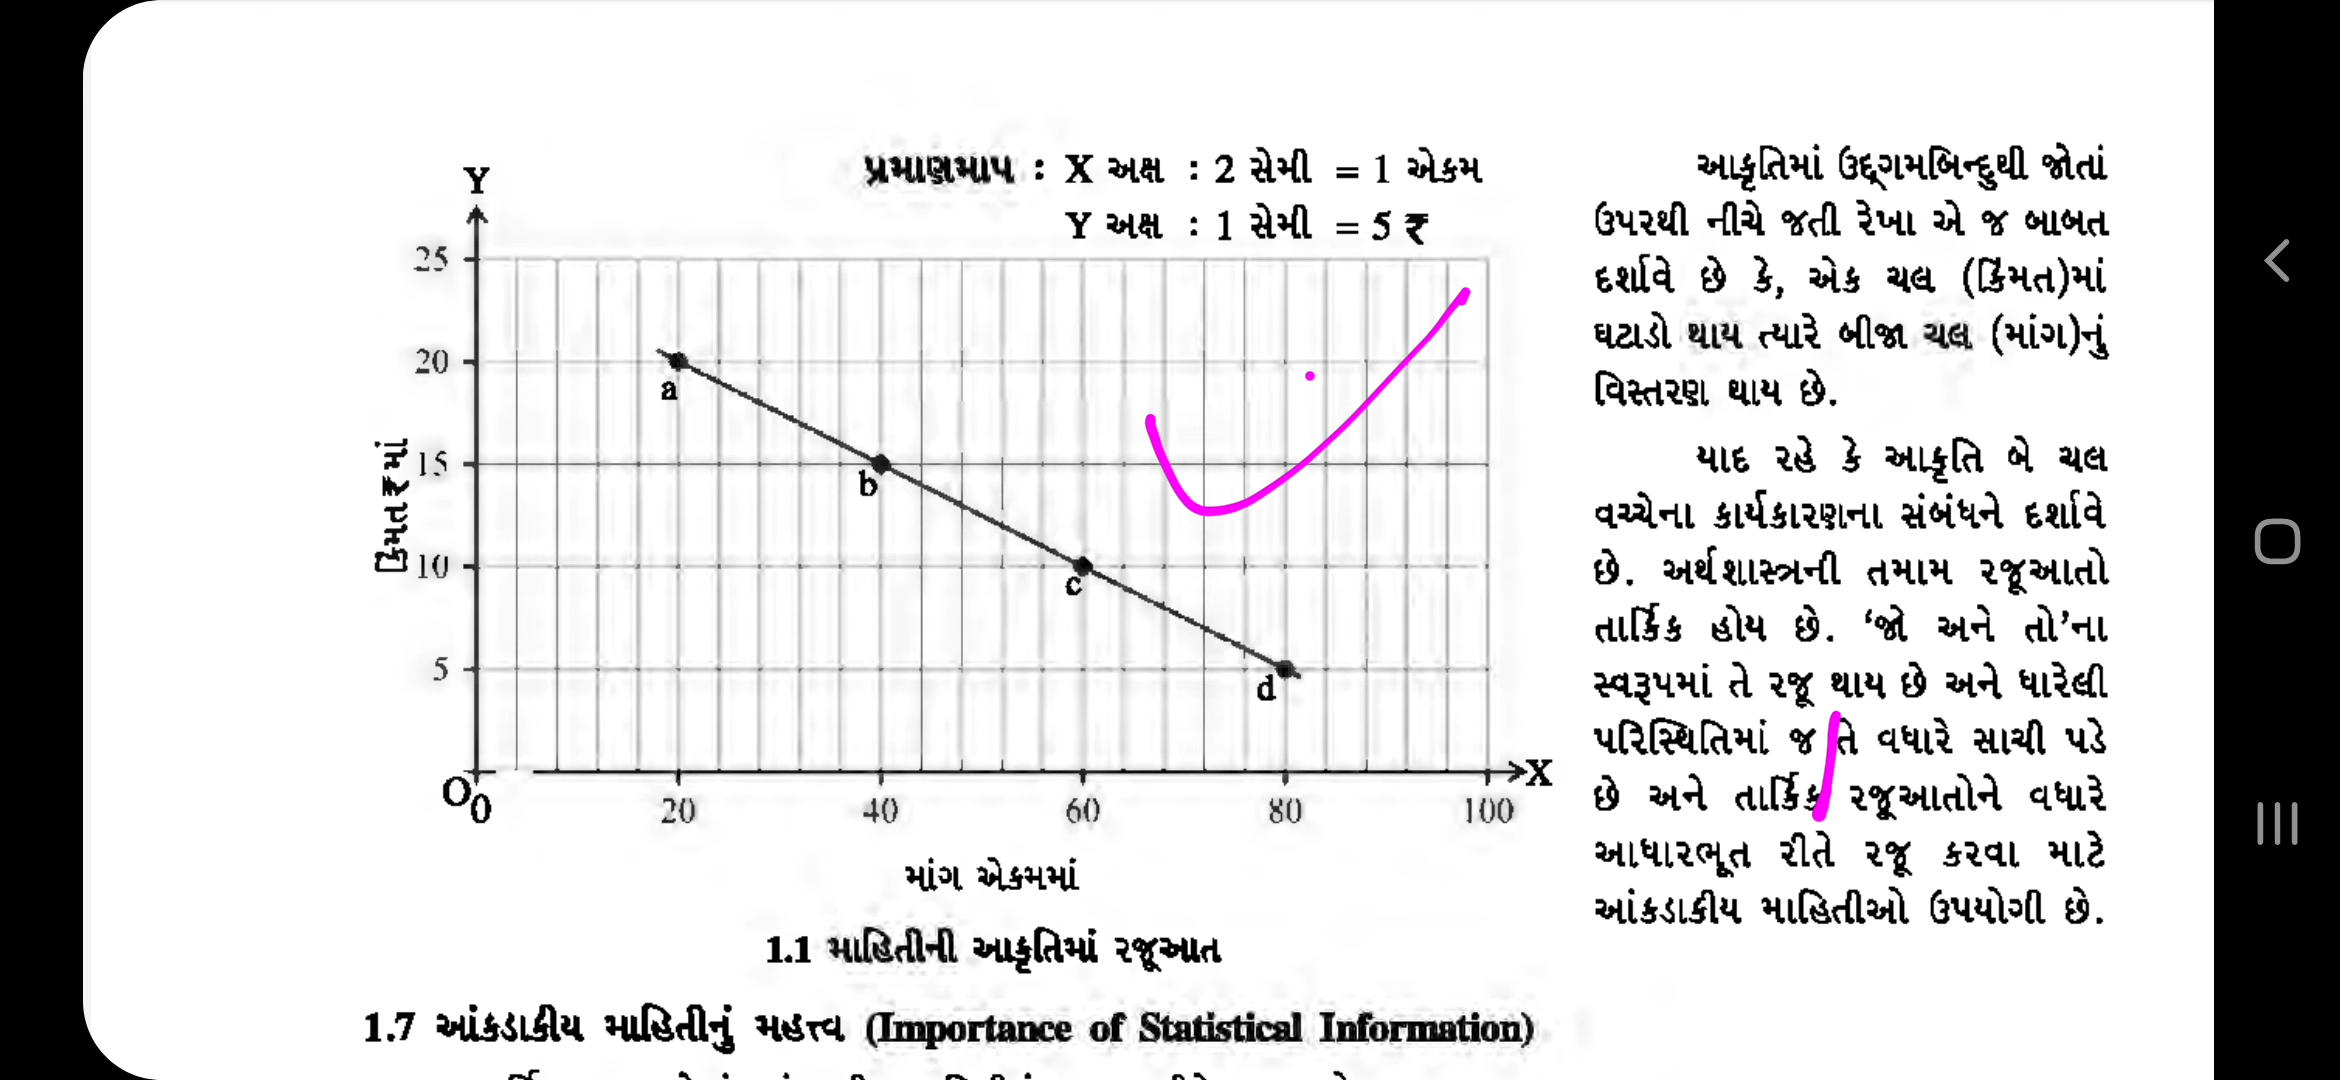 પ્રમાણમાપ : X અક્ષ : 2 સેમી = 1 એકમ
Y અક્ષ : 1 સેમી = 5 ₹
Y
25
20
15
10
5
કિંમત ₹ માં
a
b
c
d
O
0
20
40
60
80
100
X
માંગ એકમમાં
1.1 માહિતીની આકૃતિમાં રજૂઆત
આકૃતિમાં ઉદ્ગમબિન્દુથી જોતાં
ઉપરથી નીચે જતી રેખા એ જ બાબત
દર્શાવે છે કે, એક ચલ (કિંમત)માં
ઘટાડો થાય ત્યારે બીજા ચલ (માંગ)નું
વિસ્તરણ થાય છે.
યાદ રહે કે આકૃતિ બે ચલ
વચ્ચેના કાર્યકારણના સંબંધને દર્શાવે
છે. અર્થશાસ્ત્રની તમામ રજૂઆતો
તાર્કિક હોય છે. ‘જો અને તો’ના
સ્વરૂપમાં તે રજૂ થાય છે અને ધારેલી
પરિસ્થિતિમાં જ તે વધારે સાચી પડે
છે અને તાર્કિક રજૂઆતોને વધારે
આધારભૂત રીતે રજૂ કરવા માટે
આંકડાકીય માહિતીઓ ઉપયોગી છે.
1.7 આંકડાકીય માહિતીનું મહત્ત્વ (Importance of Statistical Information)